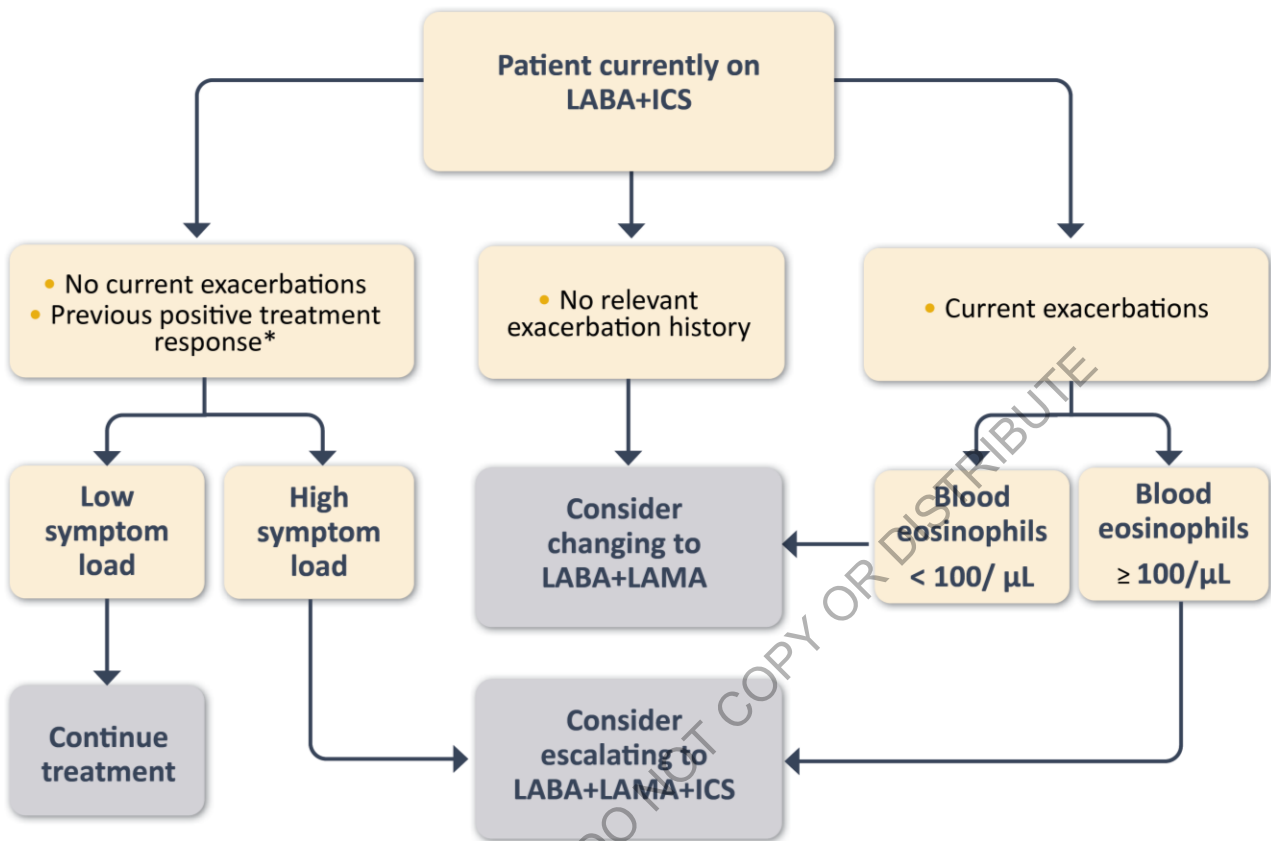 Patient currently on
LABA+ICS
• No current exacerbations
• Previous positive treatment
response*
• No relevant
exacerbation history
• Current exacerbations
Low
symptom
load
High
symptom
load
Consider
changing to
LABA+LAMA
Blood
eosinophils
< 100/ µL
Blood
eosinophils
≥ 100/µL
Continue
treatment
Consider
escalating to
LABA+LAMA+ICS
DO NOT COPY OR DISTRIBUTE